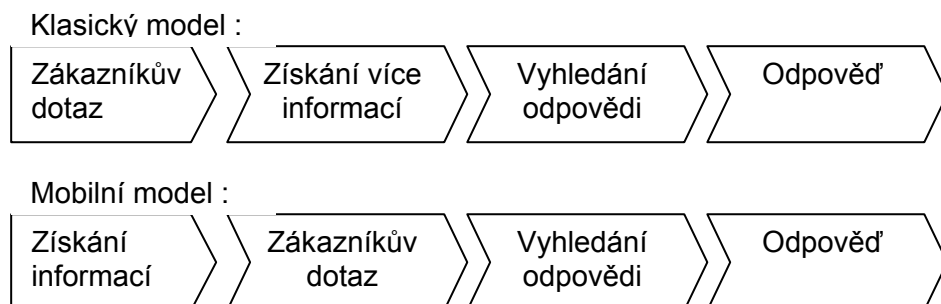 Klasický model :
Zákazníkův
dotaz
Získání více
informací
Vyhledání
odpovědi
Odpověď
Mobilní model :
Získání
informací
Zákazníkův
dotaz
Vyhledání
odpovědi
Odpověď